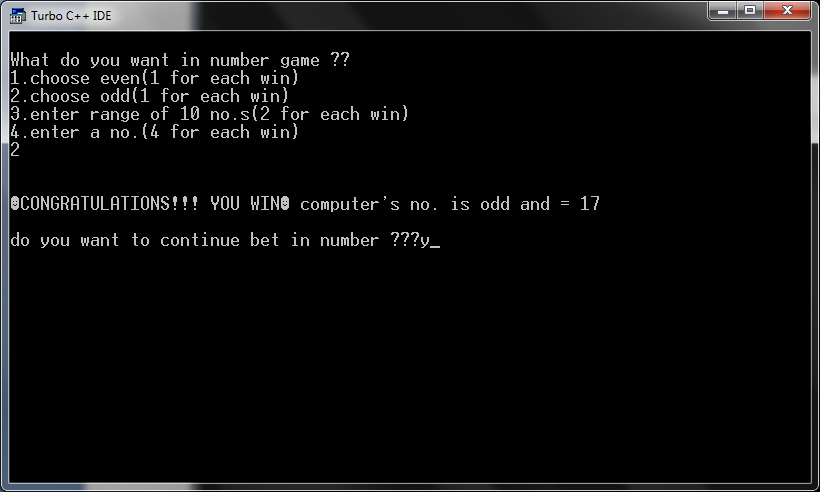 Turbo C++ IDE
What do you want in number game ??
1.choose even(1 for each win)
2.choose odd(1 for each win)
3.enter range of 10 no.s(2 for each win)
4.enter a no.(4 for each win)
2
☻CONGRATULATIONS!!! YOU WIN☻ computer's no. is odd and = 17
do you want to continue bet in number ???y_